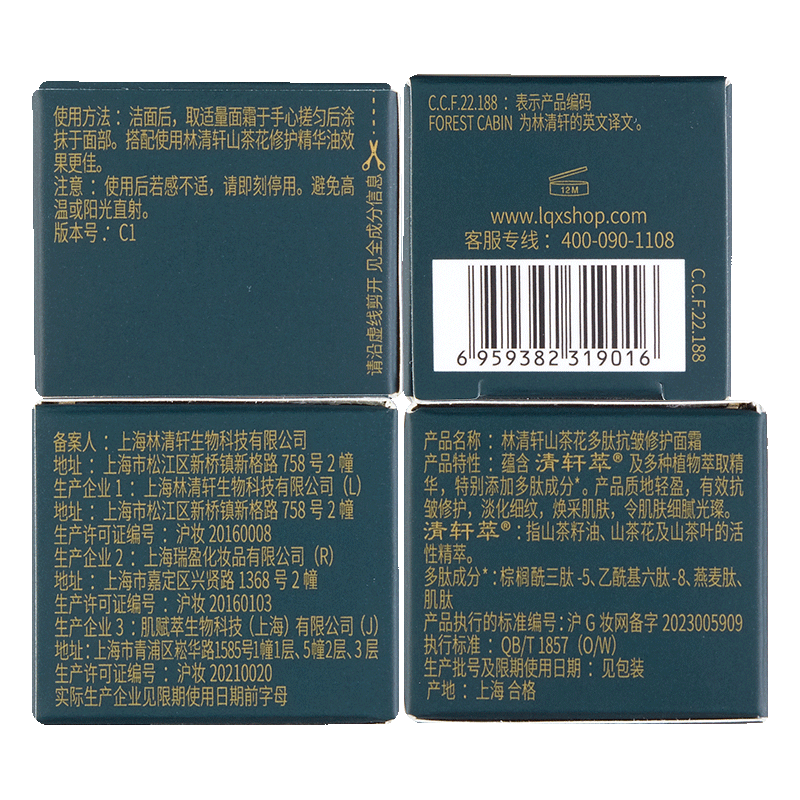 使用方法：洁面后，取适量面霜于手心搓匀后涂
抹于面部。搭配使用林清轩山茶花修护精华油效
果更佳。
注意：使用后若感不适，请即刻停用。避免高
温或阳光直射。
版本号：C1
请沿虚线剪开 见全成分信息
C.C.F.22.188：表示产品编码
FOREST CABIN 为林清轩的英文译文。
12M
www.lqxshop.com
客服专线：400-090-1108
C.C.F.22.188
6 959382 319016
备案人：上海林清轩生物科技有限公司
地址：上海市松江区新桥镇新格路 758 号 2 幢
生产企业 1：上海林清轩生物科技有限公司（L）
地址：上海市松江区新桥镇新格路 758 号 2 幢
生产许可证编号：沪妆 20160008
生产企业 2：上海瑞盈化妆品有限公司（R）
地址：上海市嘉定区兴贤路 1368 号 2 幢
生产许可证编号：沪妆 20160103
生产企业 3：肌赋萃生物科技（上海）有限公司（J）
地址:上海市青浦区崧华路1585号1幢1层、5幢2层、3 层
生产许可证编号：沪妆 20210020
实际生产企业见限期使用日期前字母
产品名称：林清轩山茶花多肽抗皱修护面霜
产品特性：蕴含 清轩萃® 及多种植物萃取精
华，特别添加多肽成分*。产品质地轻盈，有效抗
皱修护，淡化细纹，焕采肌肤，令肌肤细腻光璨。
清轩萃®：指山茶籽油、山茶花及山茶叶的活
性精萃。
多肽成分*:棕榈酰三肽 -5、乙酰基六肽 -8、燕麦肽、
肌肽
产品执行的标准编号:沪 G 妆网备字 2023005909
执行标准：QB/T 1857（O/W）
生产批号及限期使用日期：见包装
产地：上海 合格